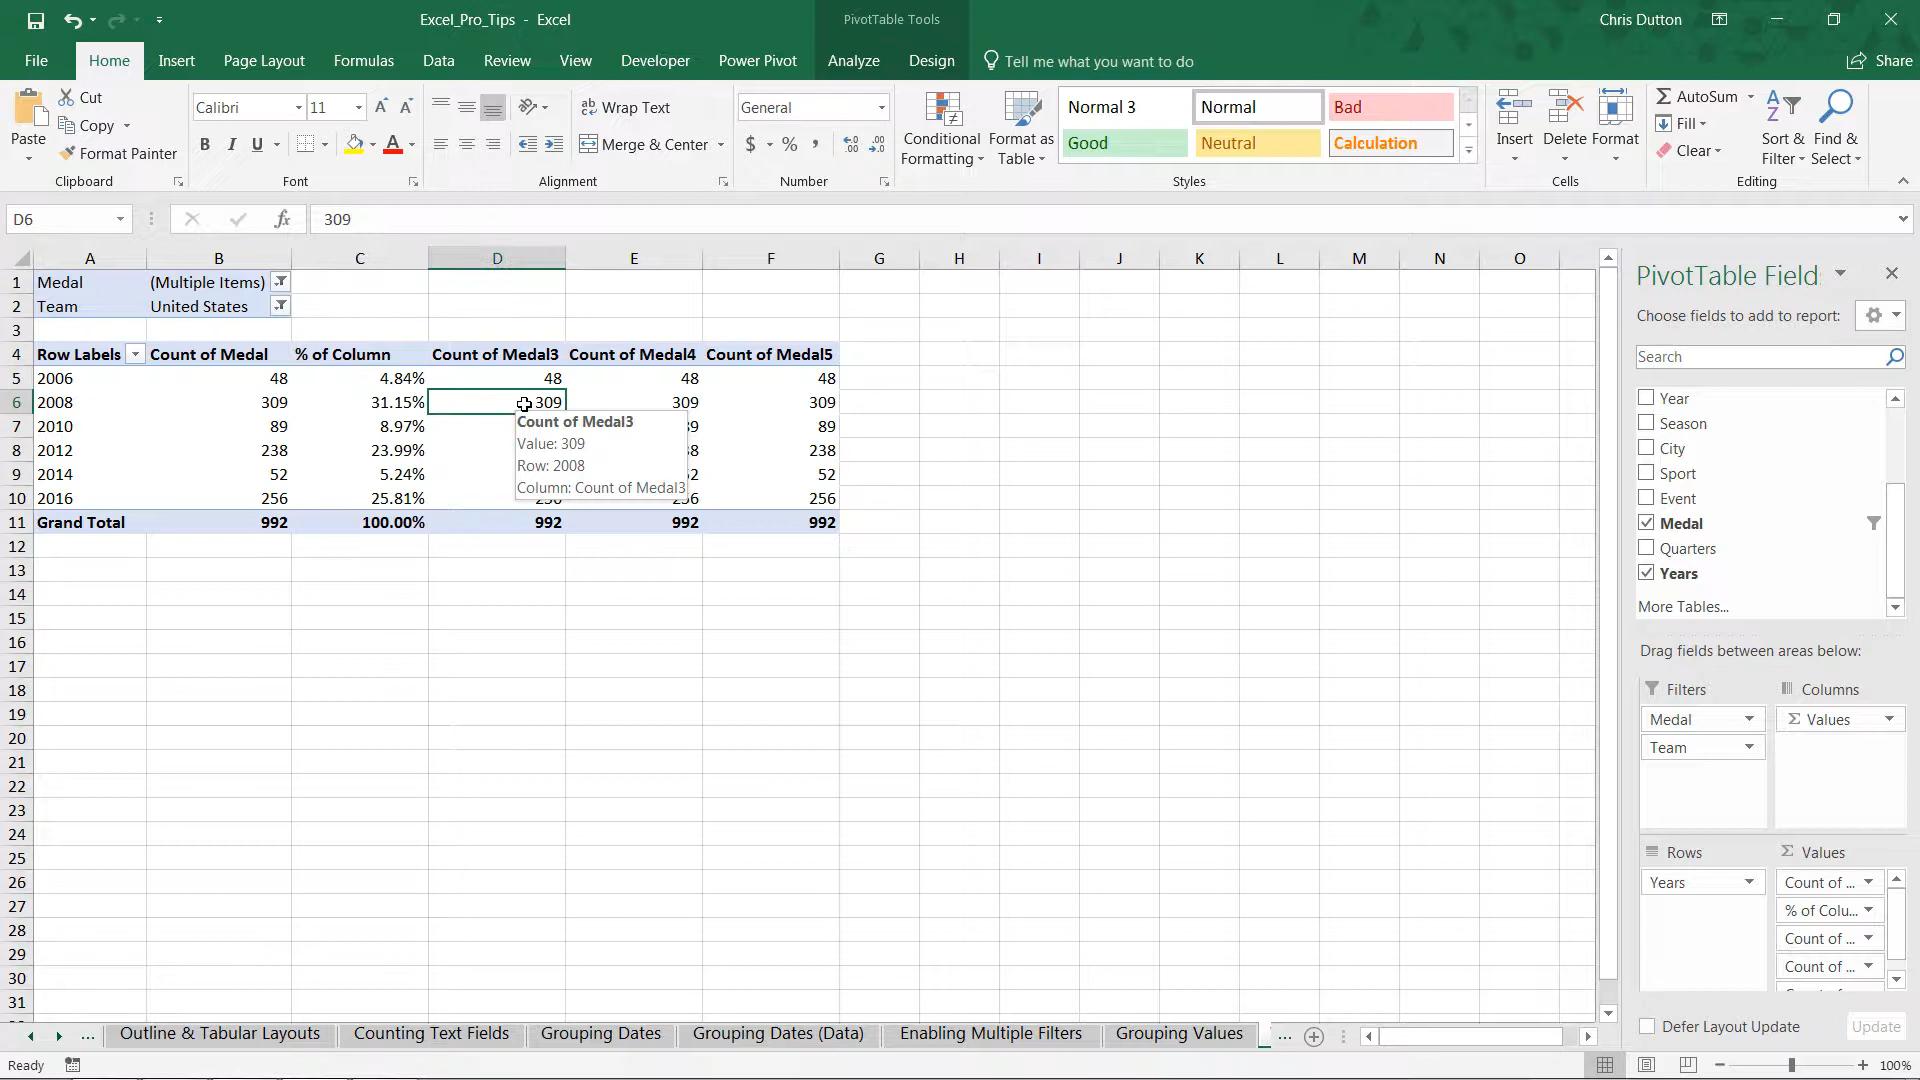 Excel_Pro_Tips - Excel
PivotTable Tools
Chris Dutton
File
Home
Insert
Page Layout
Formulas
Data
Review
View
Developer
Power Pivot
Analyze
Design
Tell me what you want to do
Share
Paste
Cut
Copy
Format Painter
Clipboard
Calibri
11
B I U
Font
Wrap Text
Merge & Center
Alignment
General
$ % ,
Number
Conditional
Formatting
Format as
Table
Normal 3
Normal
Bad
Good
Neutral
Calculation
Styles
Insert
Delete
Format
Cells
AutoSum
Fill
Clear
Sort &
Filter
Find &
Select
Editing
D6
fx
309
A B C D E F G H I J K L M N O
1 Medal (Multiple Items)
2 Team United States
3
4 Row Labels Count of Medal % of Column Count of Medal3 Count of Medal4 Count of Medal5
5 2006 48 4.84% 48 48 48
6 2008 309 31.15% 309 309 309
7 2010 89 8.97% 89
8 2012 238 23.99% 238
9 2014 52 5.24% 52
10 2016 256 25.81% 256
11 Grand Total 992 100.00% 992 992 992
Count of Medal3
Value: 309
Row: 2008
Column: Count of Medal3
12
13
14
15
16
17
18
19
20
21
22
23
24
25
26
27
28
29
30
31
PivotTable Field
Choose fields to add to report:
Search
Year
Season
City
Sport
Event
Medal
Quarters
Years
More Tables...
Drag fields between areas below:
Filters
Columns
Medal
Values
Team
Rows
Values
Years
Count of ...
% of Colu...
Count of ...
Count of ...
Defer Layout Update
Update
... Outline & Tabular Layouts
Counting Text Fields
Grouping Dates
Grouping Dates (Data)
Enabling Multiple Filters
Grouping Values
...
Ready
100%